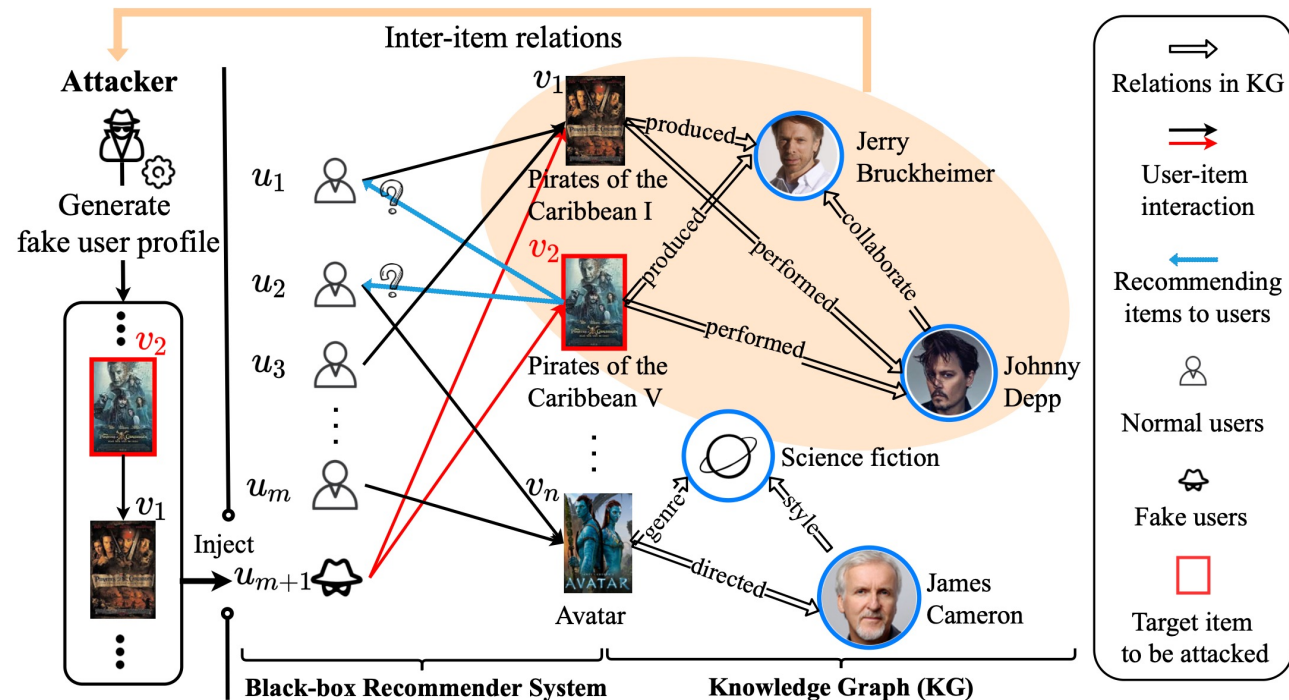 Inter-item relations
Attacker
Generate
fake user profile
v2
v1
Inject
u1
u2
u3
um
um+1
?
?
v1
Pirates of the
Caribbean I
v2
Pirates of the
Caribbean V
vn
AVATAR
Avatar
produced
produced
performed
performed
collaborate
Jerry
Bruckheimer
Johnny
Depp
Science fiction
genre
style
directed
James
Cameron
Black-box Recommender System
Knowledge Graph (KG)
Relations in KG
User-item
interaction
Recommending
items to users
Normal users
Fake users
Target item
to be attacked